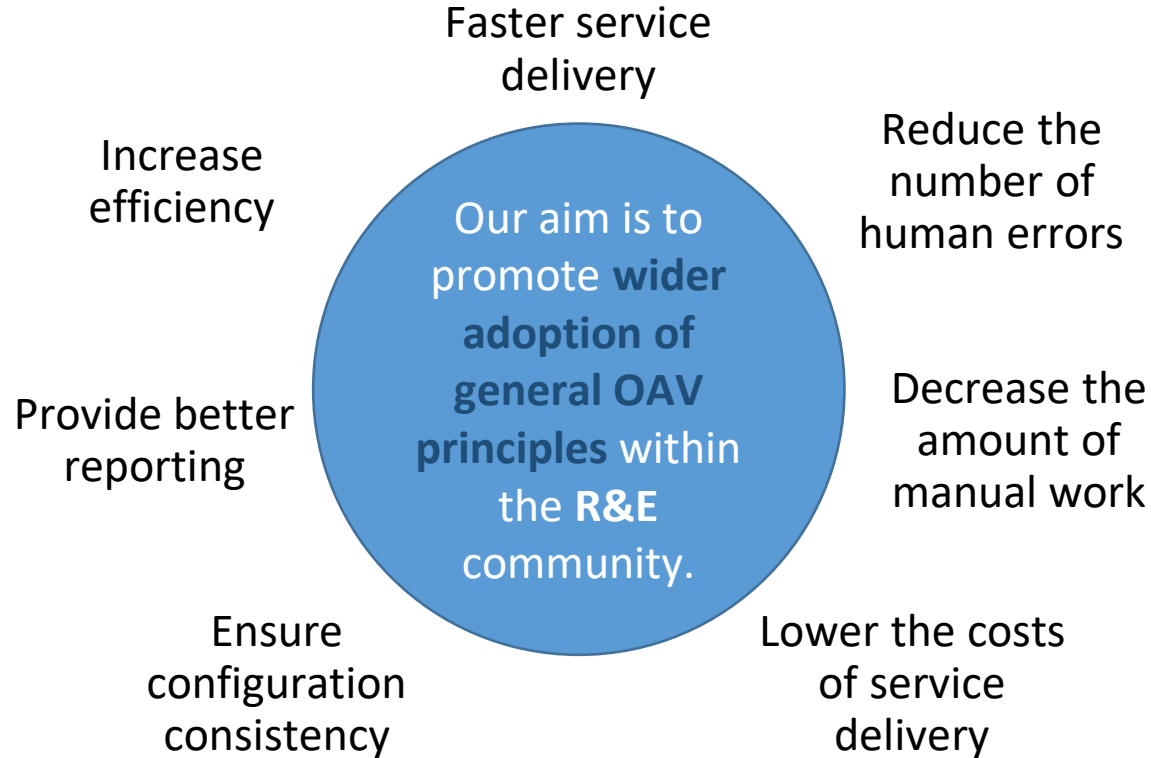 Faster service
delivery
Increase
efficiency
Reduce the
number of
human errors
Our aim is to
promote wider
adoption of
general OAV
principles within
the R&E
community.
Provide better
reporting
Decrease the
amount of
manual work
Ensure
configuration
consistency
Lower the costs
of service
delivery